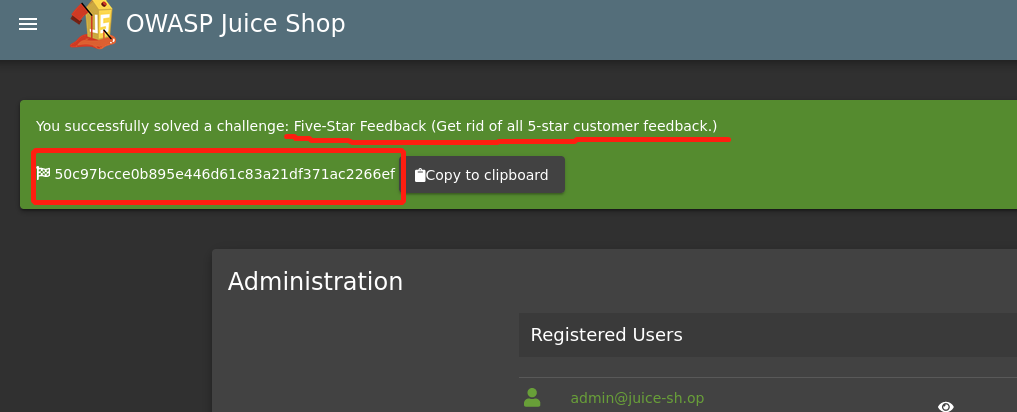 OWASP Juice Shop
You successfully solved a challenge: Five-Star Feedback (Get rid of all 5-star customer feedback.)
50c97bcce0b895e446d61c83a21df371ac2266ef
Copy to clipboard
Administration
Registered Users
admin@juice-sh.op